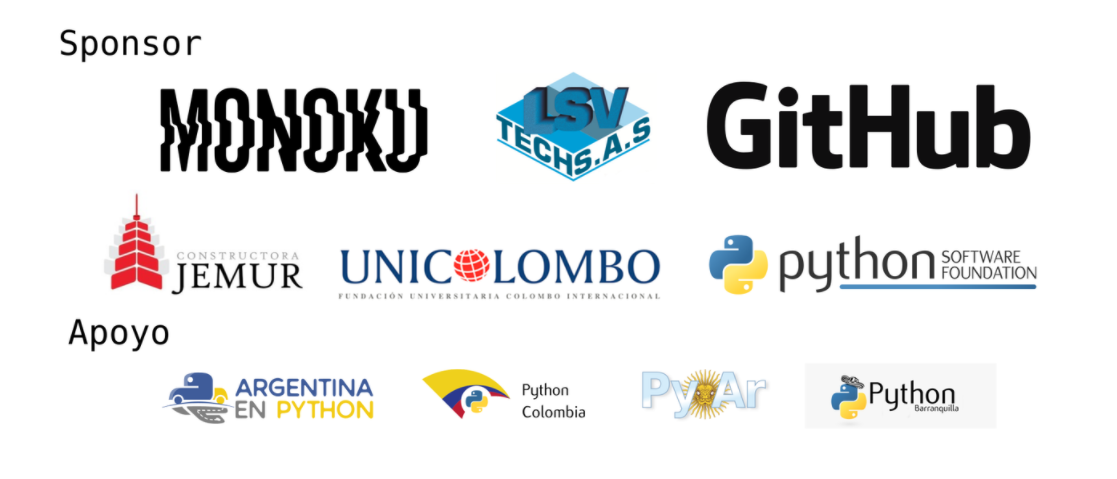 Sponsor
MONOKU
LSV
TECHS.A.S
GitHub
CONSTRUCTORA
JEMUR
UNICOLOMBO
FUNDACIÓN UNIVERSITARIA COLOMBO INTERNACIONAL
python SOFTWARE
FOUNDATION
Apoyo
ARGENTINA
EN PYTHON
Python
Colombia
PyAr
Python
Barranquilla